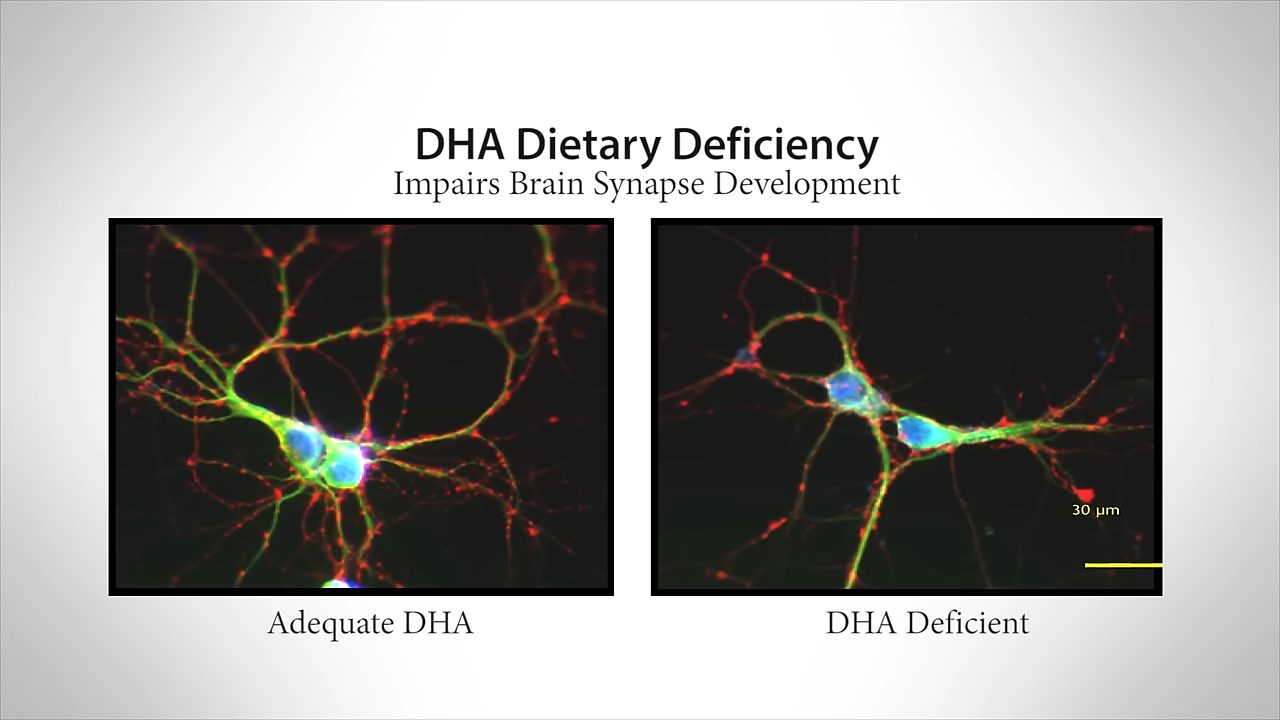 DHA Dietary Deficiency
Impairs Brain Synapse Development
30 µm
Adequate DHA
DHA Deficient